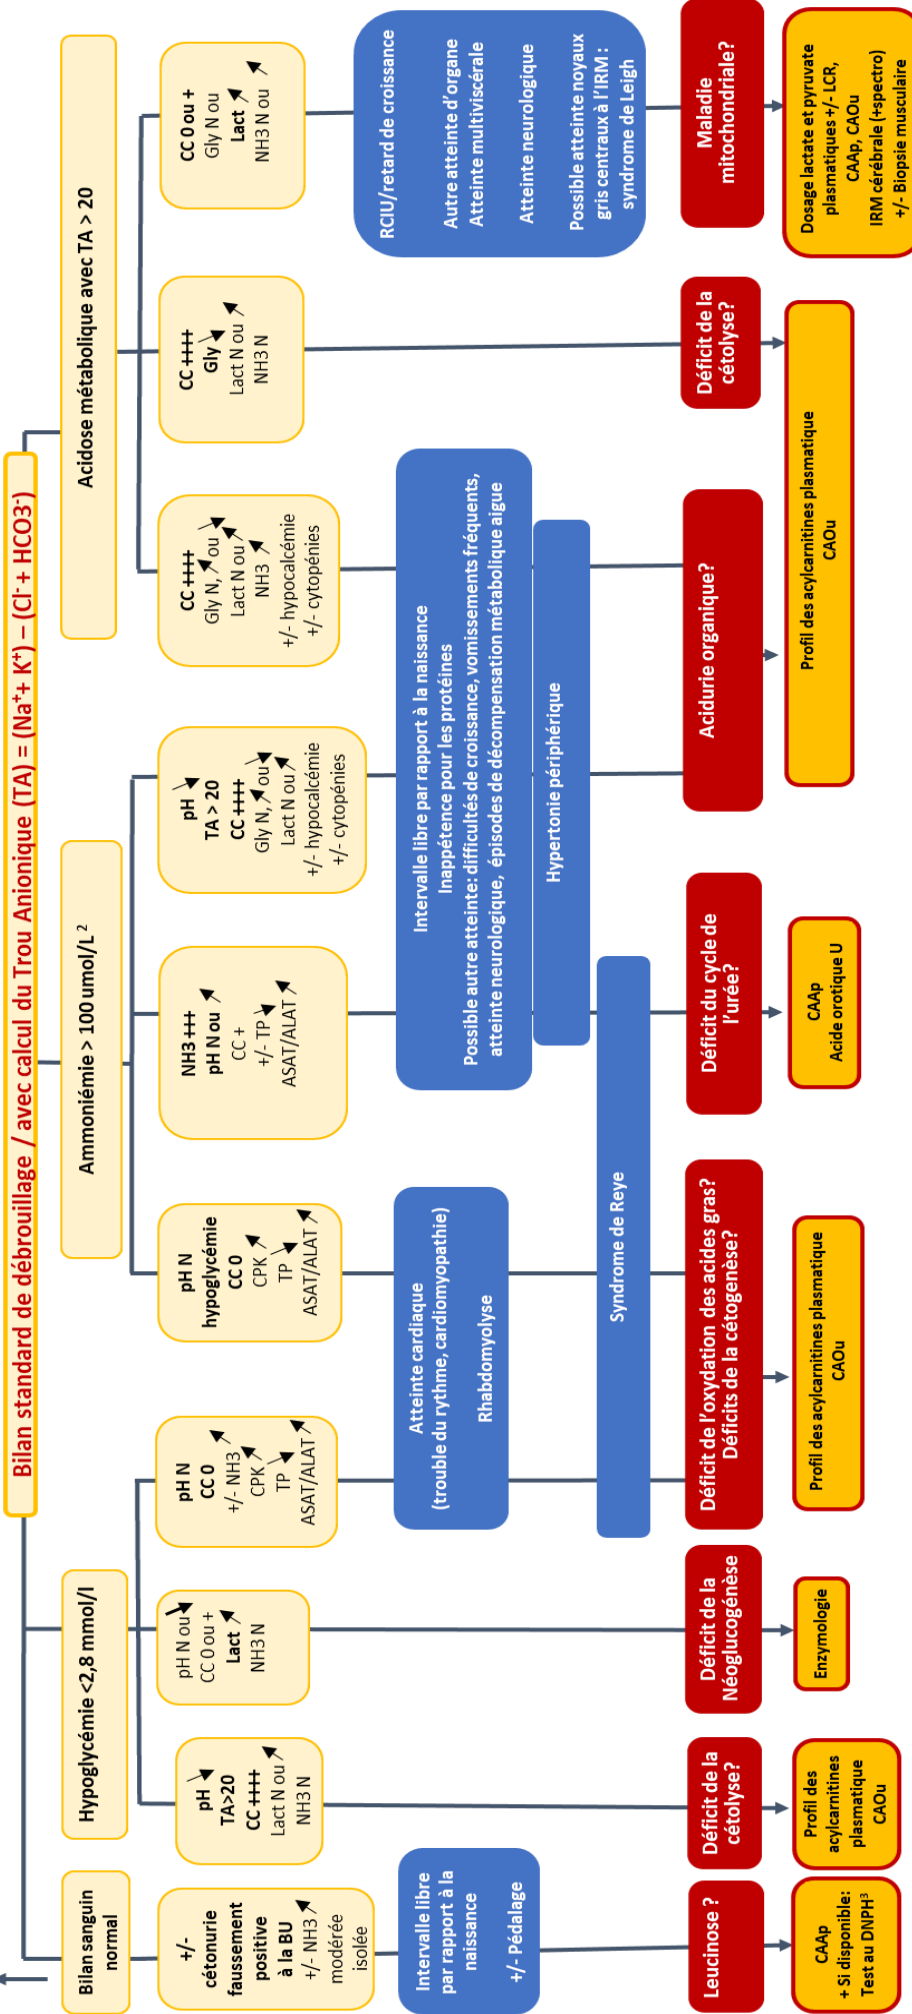 Bilan standard de débrouillage / avec calcul du Trou Anionique (TA) = (Na⁺+ K⁺) – (Cl⁻ + HCO3⁻)
Bilan sanguin
normal
Hypoglycémie <2,8 mmol/l
Ammoniémie > 100 umol/L ²
Acidose métabolique avec TA > 20
+/-
cétonurie
faussement
positive
à la BU
+/- NH3
modérée
isolée
pH
TA>20
CC ++++
Lact N ou
NH3 N
pH N ou
CC 0 ou +
Lact
NH3 N
pH N
CC 0
+/- NH3
CPK
TP
ASAT/ALAT
pH N
hypoglycémie
CC 0
CPK
TP
ASAT/ALAT
NH3 +++
pH N ou
CC +
+/- TP
ASAT/ALAT
pH
TA > 20
CC ++++
Gly N, ou
Lact N ou
+/- hypocalcémie
+/- cytopénies
CC ++++
Gly N, ou
Lact N ou
NH3
+/- hypocalcémie
+/- cytopénies
CC ++++
Gly
Lact N ou
NH3 N
CC 0 ou +
Gly N ou
Lact
NH3 N ou
Intervalle libre
par rapport à la
naissance
+/- Pédalage
Atteinte cardiaque
(trouble du rythme, cardiomyopathie)
Rhabdomyolyse
Intervalle libre par rapport à la naissance
Inappétence pour les protéines
Possible autre atteinte: difficultés de croissance, vomissements fréquents,
atteinte neurologique, épisodes de décompensation métabolique aigue
Hypertonie périphérique
Syndrome de Reye
RCIU/retard de croissance
Autre atteinte d'organe
Atteinte multiviscérale
Atteinte neurologique
Possible atteinte noyaux
gris centraux à l'IRM :
syndrome de Leigh
Leucinose ?
Déficit de la
cétolyse?
Déficit de la
Néoglucogénèse
Déficit de l'oxydation des acides gras?
Déficits de la cétogenèse?
Déficit du cycle de
l'urée?
Acidurie organique?
Déficit de la
cétolyse?
Maladie
mitochondriale?
CAAp
+ Si disponible:
Test au DNPH³
Profil des
acylcarnitines
plasmatique
CAOu
Enzymologie
Profil des acylcarnitines plasmatique
CAOu
CAAp
Acide orotique U
Profil des acylcarnitines plasmatique
CAOu
Dosage lactate et pyruvate
plasmatiques +/- LCR,
CAAp, CAOu
IRM cérébrale (+spectro)
+/- Biopsie musculaire